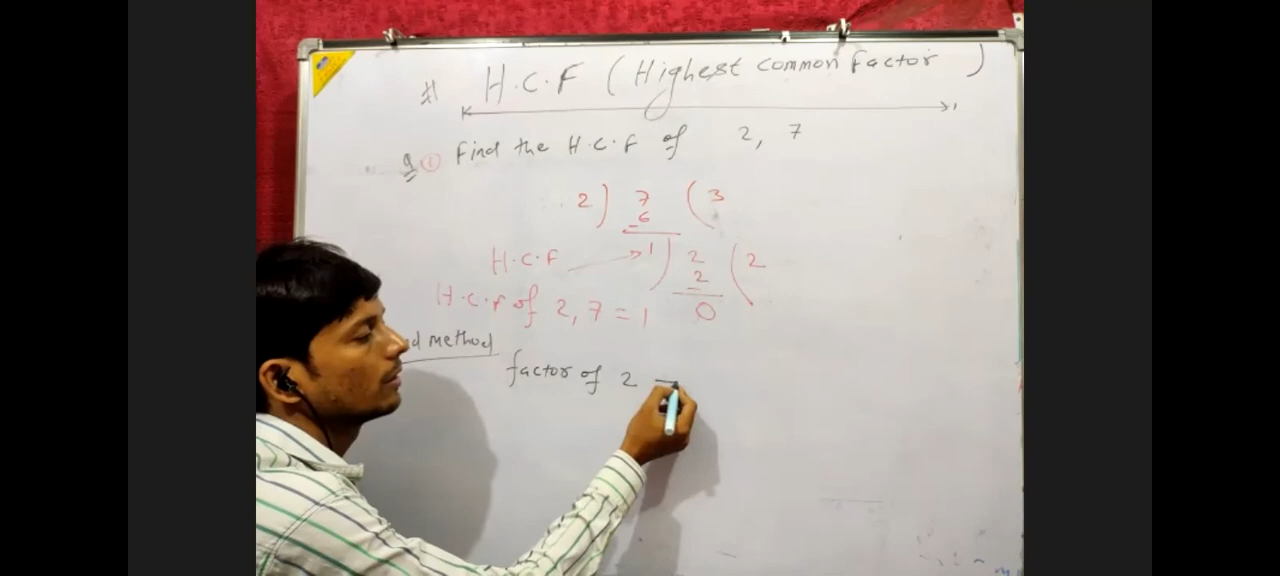 # H.C.F (Highest common factor)
Q ① Find the H.C.F of 2, 7
2) 7 (3
- 6
H.C.F → 1) 2 (2
- 2
H.C.F of 2, 7 = 1 0
d method
factor of 2 =